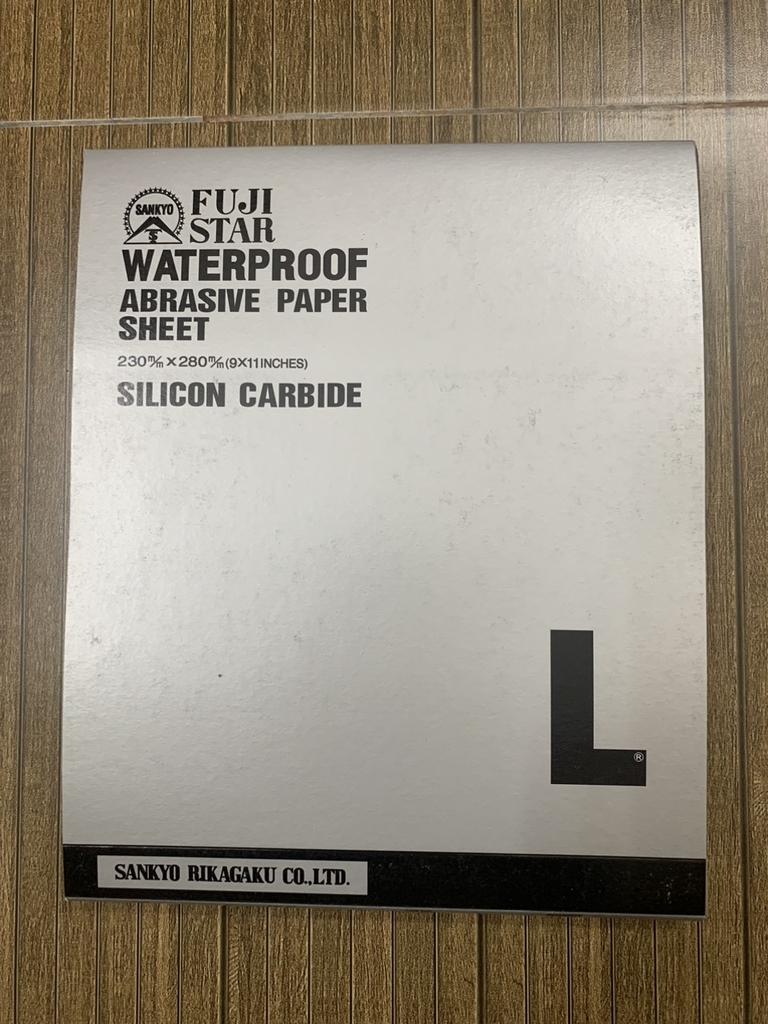 SANKYO
FUJI
STAR
WATERPROOF
ABRASIVE PAPER
SHEET
230㎜×280㎜(9×11INCHES)
SILICON CARBIDE
L®
SANKYO RIKAGAKU CO.,LTD.